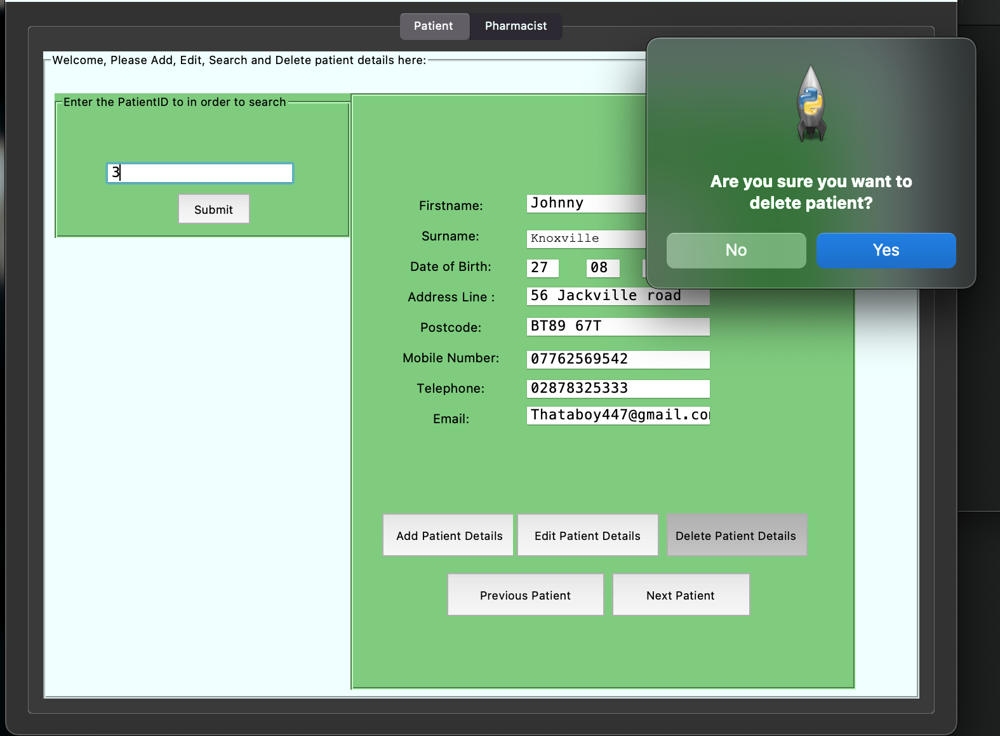 Patient
Pharmacist
Welcome, Please Add, Edit, Search and Delete patient details here:
Enter the PatientID to in order to search
3
Submit
Are you sure you want to
delete patient?
No
Yes
Firstname:
Johnny
Surname:
Knoxville
Date of Birth:
27
08
Address Line :
56 Jackville road
Postcode:
BT89 67T
Mobile Number:
07762569542
Telephone:
02878325333
Email:
Thataboy447@gmail.co
Add Patient Details
Edit Patient Details
Delete Patient Details
Previous Patient
Next Patient